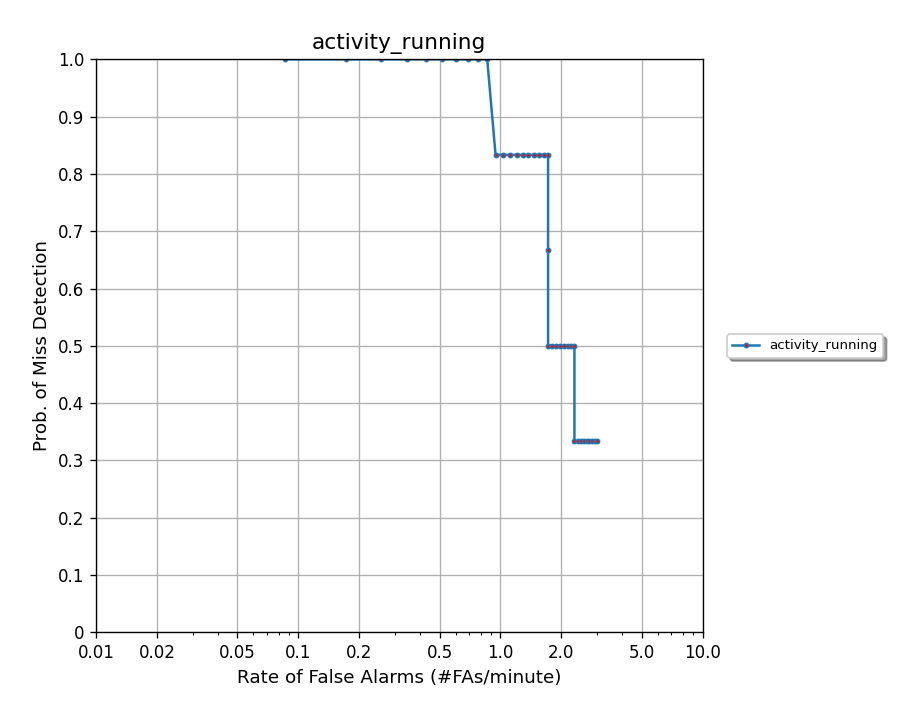 activity_running
1.0
0.9
0.8
0.7
0.6
0.5
0.4
0.3
0.2
0.1
0
Prob. of Miss Detection
0.01 0.02 0.05 0.1 0.2 0.5 1.0 2.0 5.0 10.0
Rate of False Alarms (#FAs/minute)
activity_running